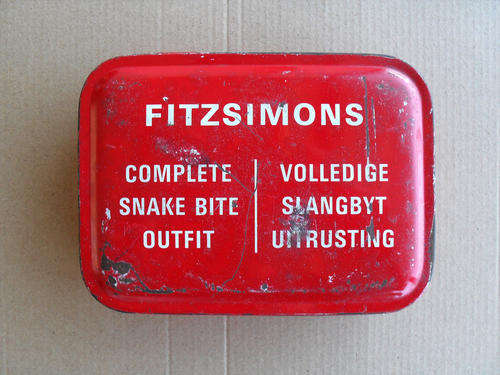 FITZSIMONS
COMPLETE
SNAKE BITE
OUTFIT
VOLLEDIGE
SLANGBYT
UITRUSTING